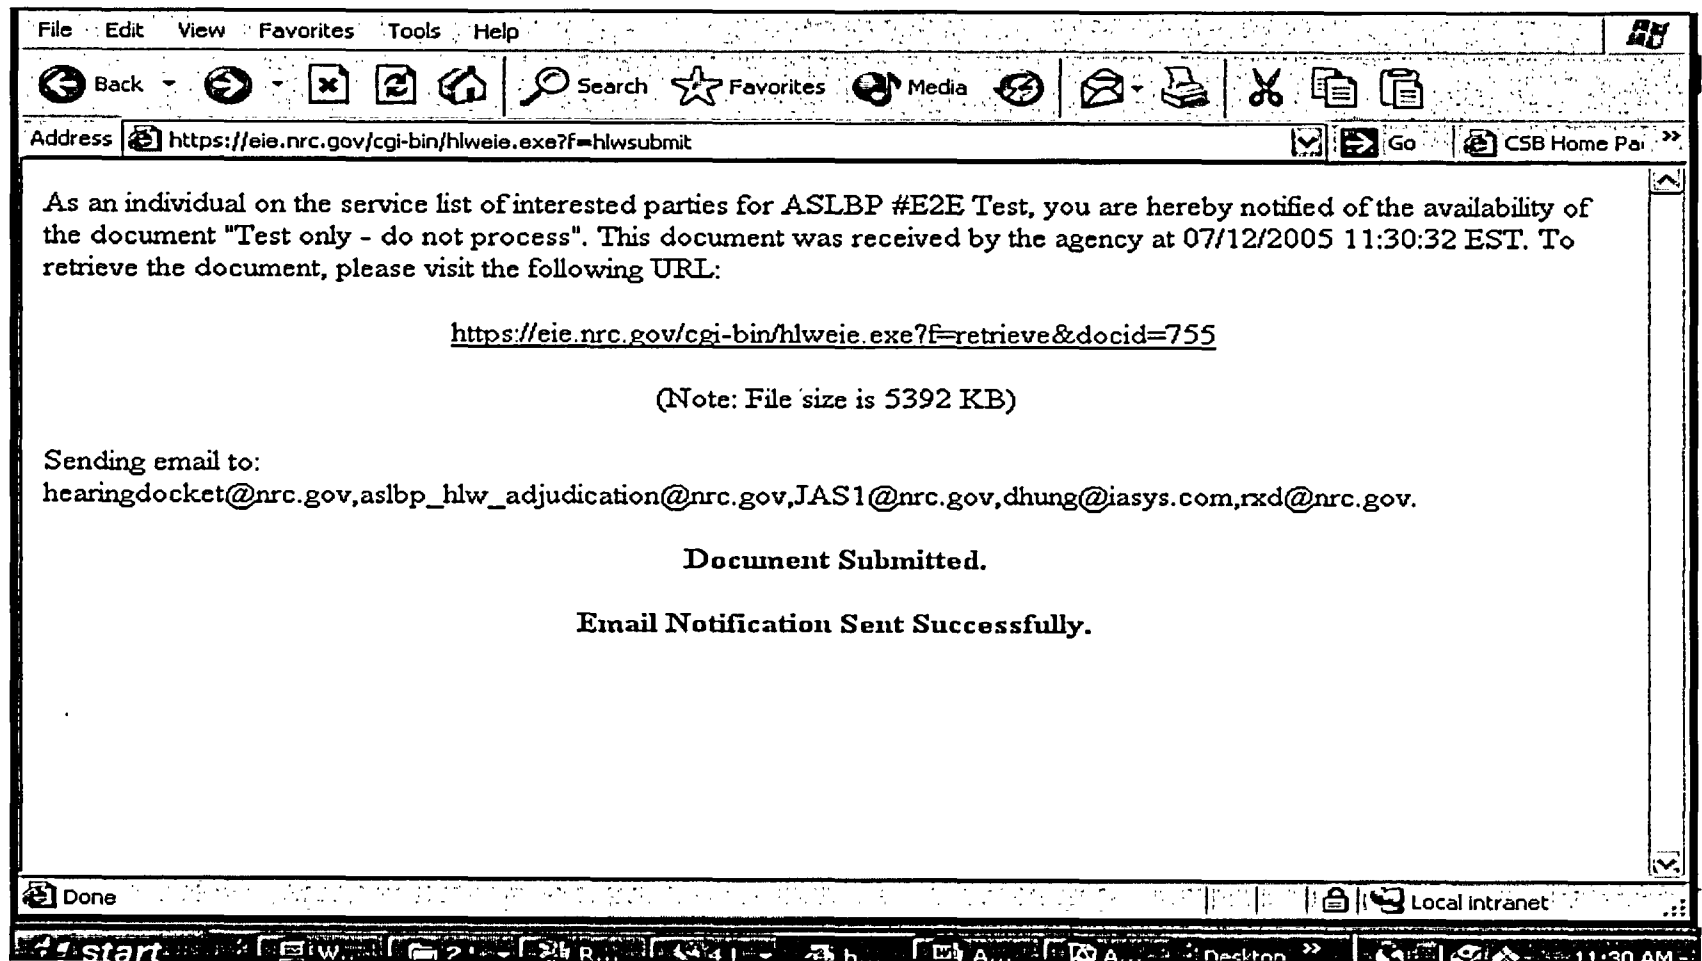 File Edit View Favorites Tools Help
Back Search Favorites Media
Address https://eie.nrc.gov/cgi-bin/hlweie.exe?f=hlwsubmit Go CSB Home Pa »
As an individual on the service list of interested parties for ASLBP #E2E Test, you are hereby notified of the availability of
the document "Test only - do not process". This document was received by the agency at 07/12/2005 11:30:32 EST. To
retrieve the document, please visit the following URL:
https://eie.nrc.gov/cgi-bin/hlweie.exe?f=retrieve&docid=755
(Note: File size is 5392 KB)
Sending email to:
hearingdocket@nrc.gov,aslbp_hlw_adjudication@nrc.gov,JAS1@nrc.gov,dhung@iasys.com,rxd@nrc.gov.
Document Submitted.
Email Notification Sent Successfully.
Done Local intranet
start W... R... A... A... Desktop » 11:30 AM